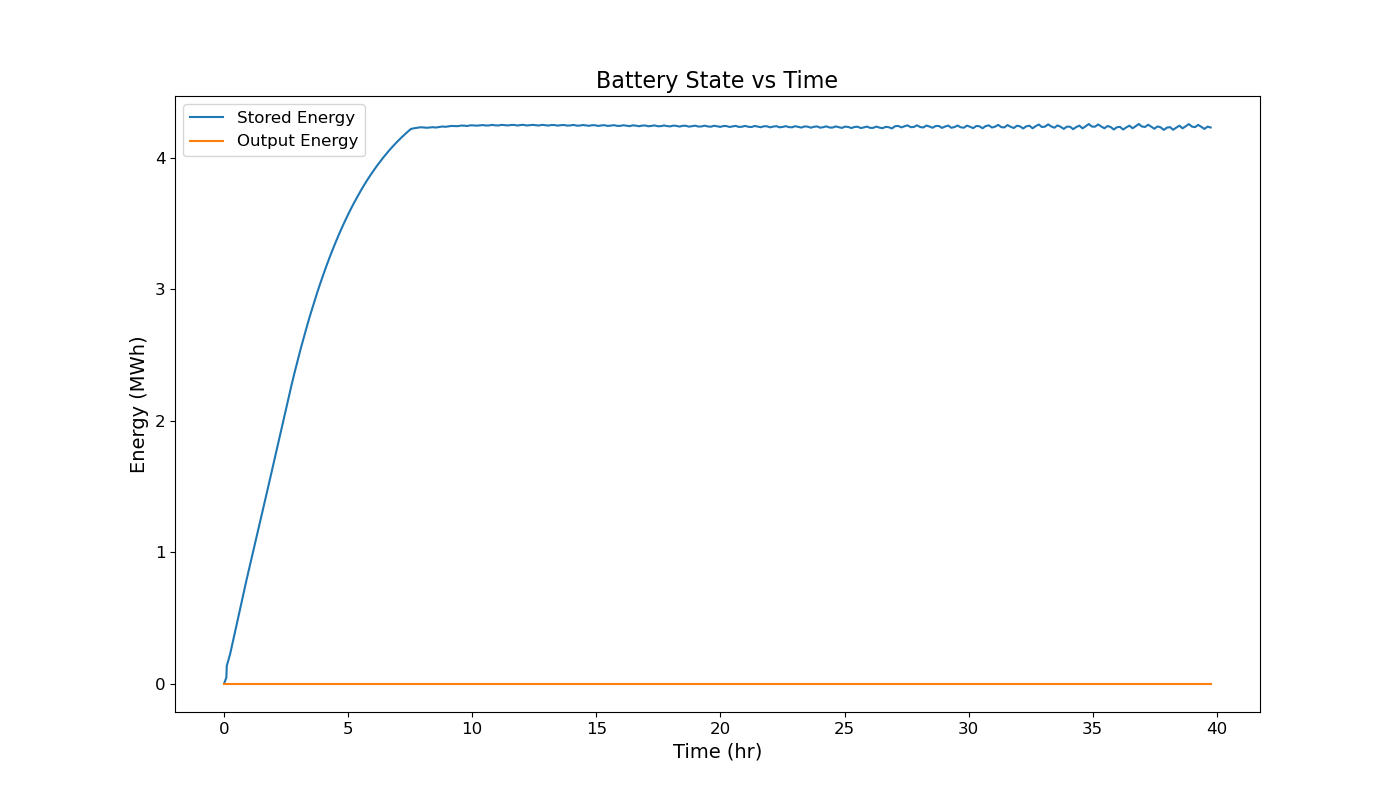 Battery State vs Time
Stored Energy
Output Energy
Energy (MWh)
4
3
2
1
0
0 5 10 15 20 25 30 35 40
Time (hr)